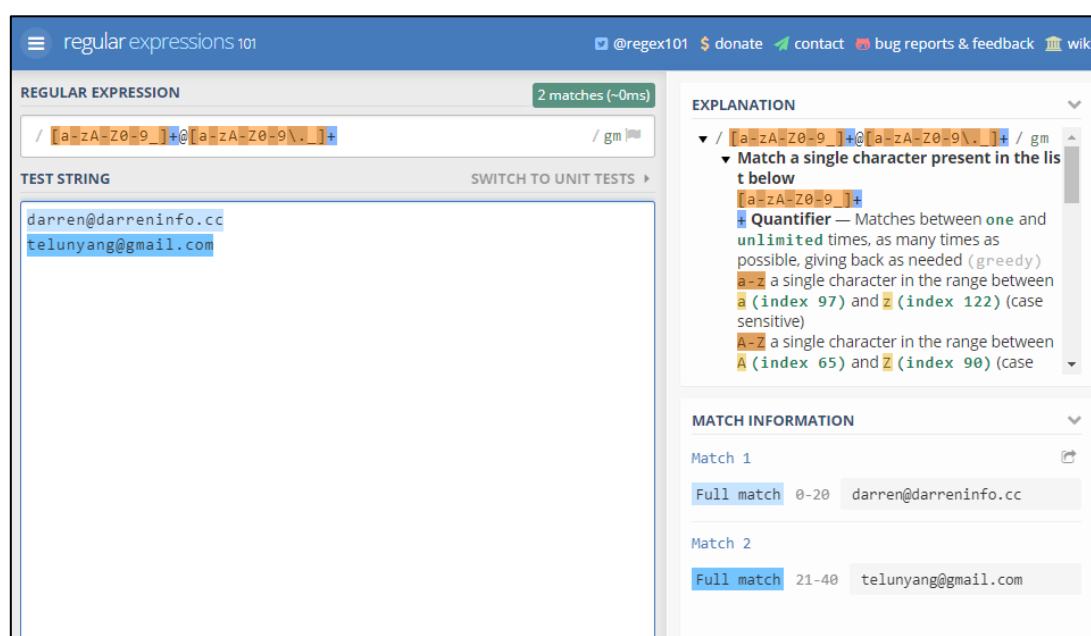 regular expressions 101
@regex101 $ donate contact bug reports & feedback wik
REGULAR EXPRESSION
2 matches (~0ms)
/ [a-zA-Z0-9_]+@[a-zA-Z0-9\._]+ / gm
TEST STRING
SWITCH TO UNIT TESTS
darren@darreninfo.cc
telunyang@gmail.com
EXPLANATION
/ [a-zA-Z0-9_]+@[a-zA-Z0-9\._]+ / gm
Match a single character present in the lis
t below
[a-zA-Z0-9_]+
+ Quantifier — Matches between one and
unlimited times, as many times as
possible, giving back as needed (greedy)
a-z a single character in the range between
a (index 97) and z (index 122) (case
sensitive)
A-Z a single character in the range between
A (index 65) and Z (index 90) (case
MATCH INFORMATION
Match 1
Full match 0-20 darren@darreninfo.cc
Match 2
Full match 21-40 telunyang@gmail.com